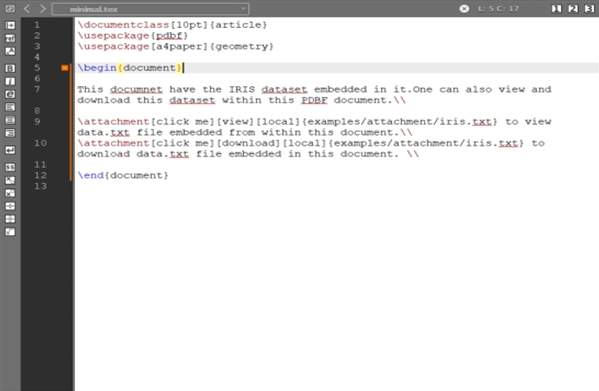 minimal.tex
L: 5 C: 17
1 2 3
1 \documentclass[10pt]{article}
2 \usepackage{pdbf}
3 \usepackage[a4paper]{geometry}
4
5 \begin{document}
6
7 This documnet have the IRIS dataset embedded in it.One can also view and
download this dataset within this PDBF document.\\
8
9 \attachment[click me][view][local]{examples/attachment/iris.txt} to view
data.txt file embedded from within this document.\\
10 \attachment[click me][download][local]{examples/attachment/iris.txt} to
download data.txt file embedded in this document. \\
11
12 \end{document}
13